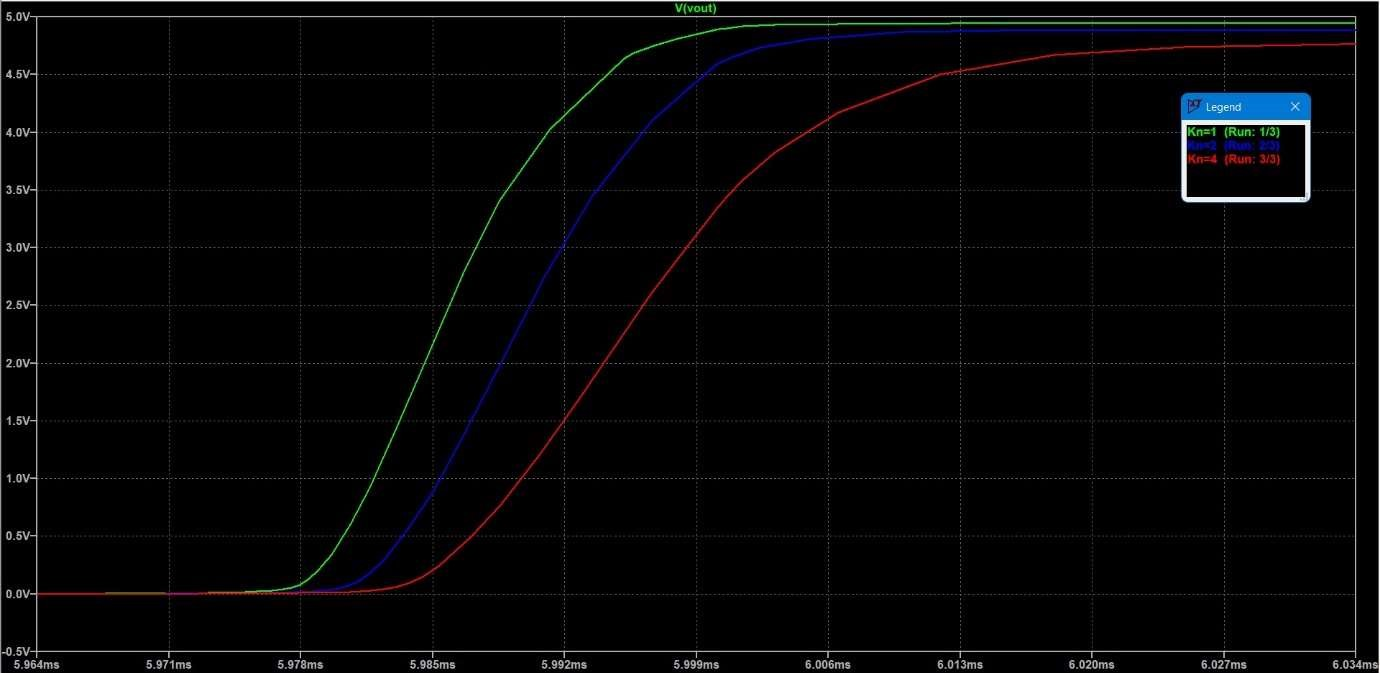 V(vout)
5.0V
4.5V
4.0V
3.5V
3.0V
2.5V
2.0V
1.5V
1.0V
0.5V
0.0V
-0.5V
5.964ms 5.971ms 5.978ms 5.985ms 5.992ms 5.999ms 6.006ms 6.013ms 6.020ms 6.027ms 6.034ms
Legend
Kn=1 (Run: 1/3)
Kn=2 (Run: 2/3)
Kn=4 (Run: 3/3)